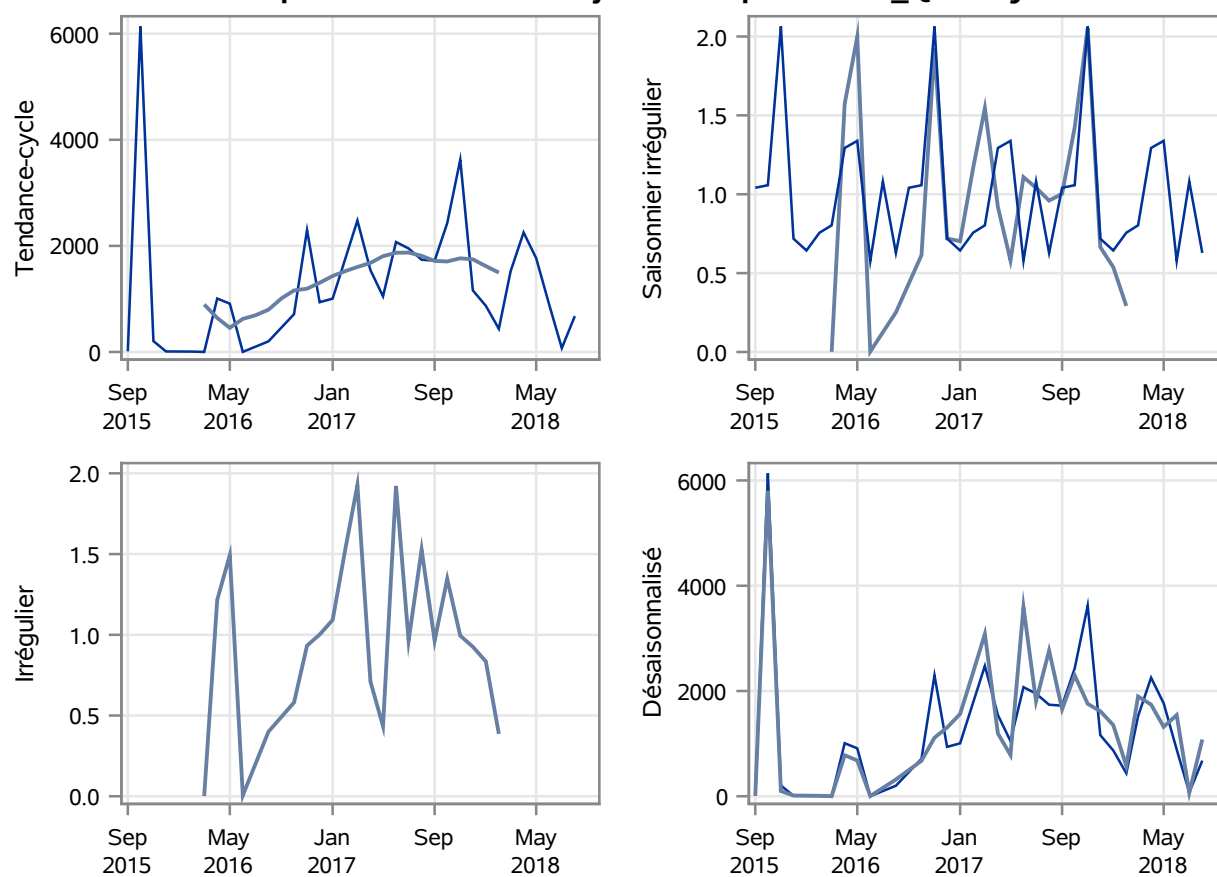 6000
4000
2000
0
Tendance-cycle
Sep
2015
May
2016
Jan
2017
Sep
May
2018
2.0
1.5
1.0
0.5
0.0
Saisonnier irrégulier
Sep
2015
May
2016
Jan
2017
Sep
May
2018
2.0
1.5
1.0
0.5
0.0
Irrégulier
Sep
2015
May
2016
Jan
2017
Sep
May
2018
6000
4000
2000
0
Désaisonnalisé
Sep
2015
May
2016
Jan
2017
Sep
May
2018